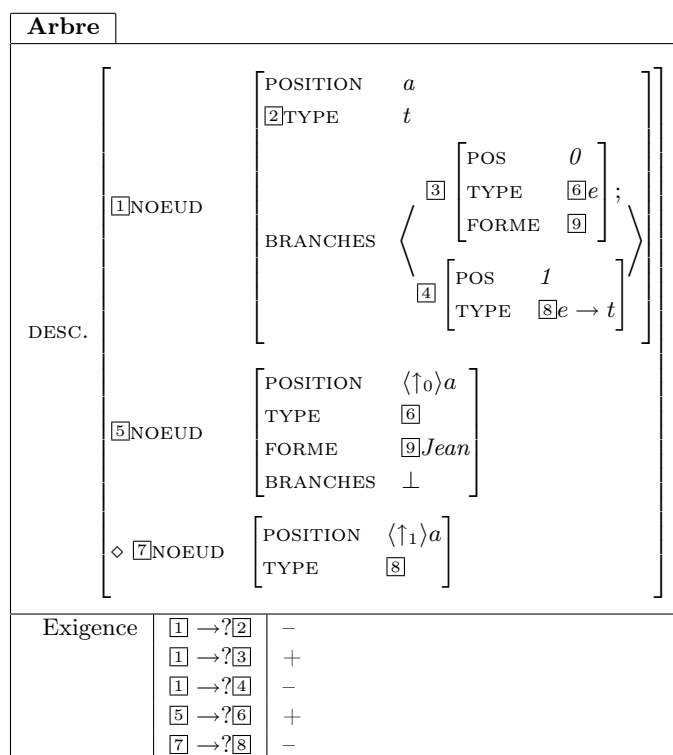 Arbre
DESC.
1 NOEUD
POSITION a
2 TYPE t
BRANCHES
3
POS 0
TYPE 6 e
FORME 9
;
4
POS 1
TYPE 8 e → t
5 NOEUD
POSITION ⟨↑0⟩a
TYPE 6
FORME 9 Jean
BRANCHES ⊥
◇ 7 NOEUD
POSITION ⟨↑1⟩a
TYPE 8
Exigence 1 →?2 –
1 →?3 +
1 →?4 –
5 →?6 +
7 →?8 –